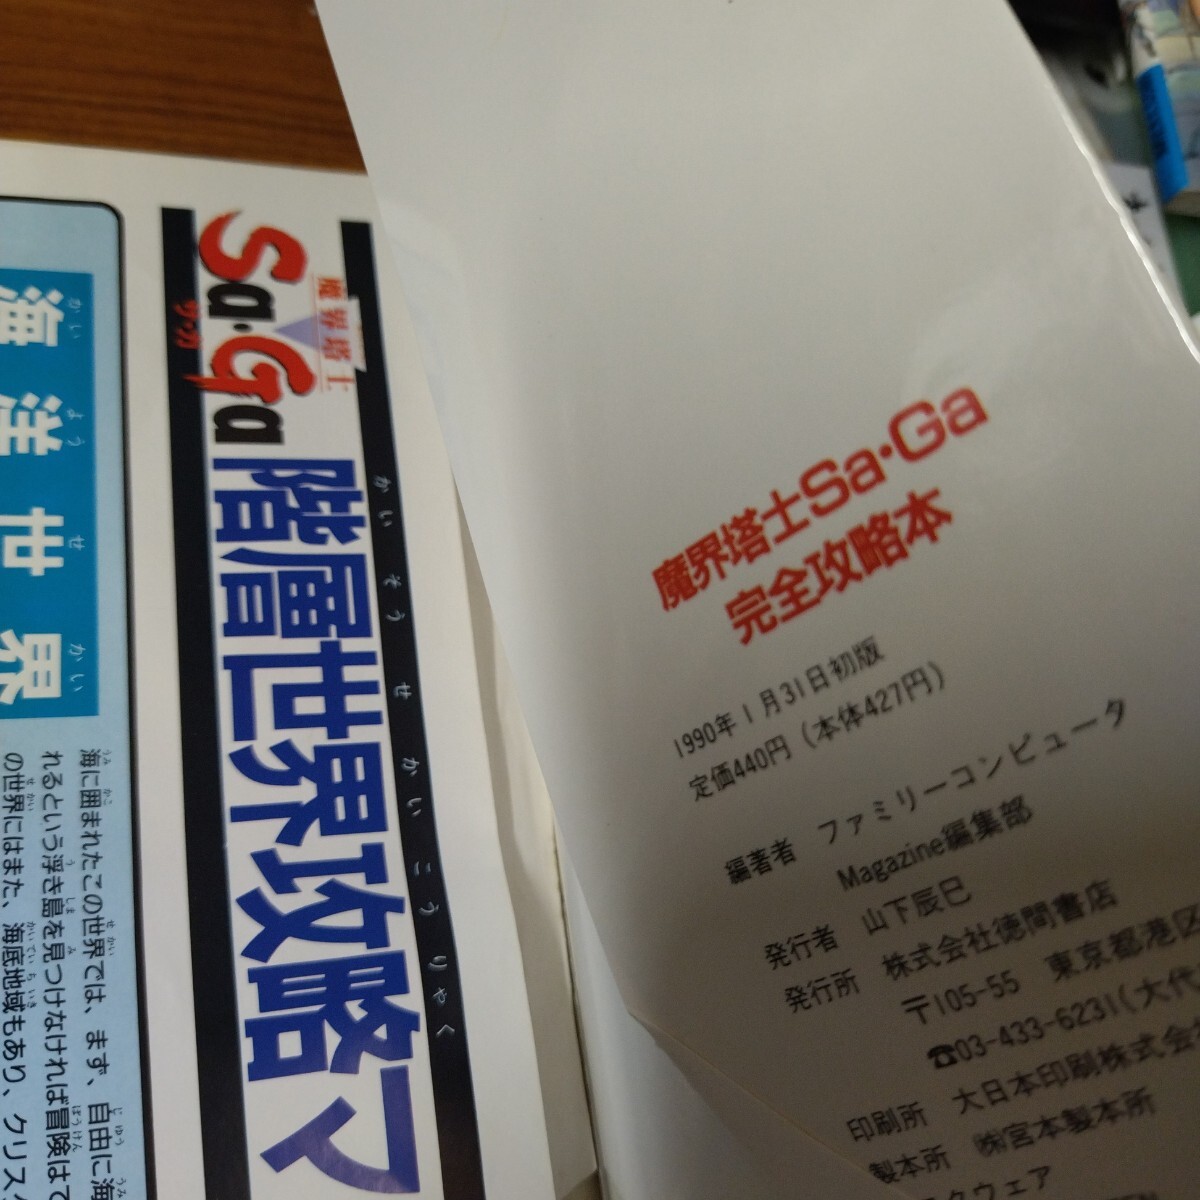 魔界塔士
Sa・Ga
サ・ガ
かいそうせかいこうりゃく
階層世界攻略マ
かいようせかい
海洋世界
海に囲まれたこの世界では、まず、自由に海
れるという浮き島を見つけなければ冒険はで
の世界にはまた、海底地域もあり、クリス
魔界塔士Sa・Ga
完全攻略本
1990年1月31日初版
定価440円（本体427円）
編著者 ファミリーコンピュータ
Magazine編集部
発行者 山下辰巳
発行所 株式会社徳間書店
〒105-55 東京都港区
☎03-433-6231(大代
印刷所 大日本印刷株式会
製本所 ㈱宮本製本所
クウェア